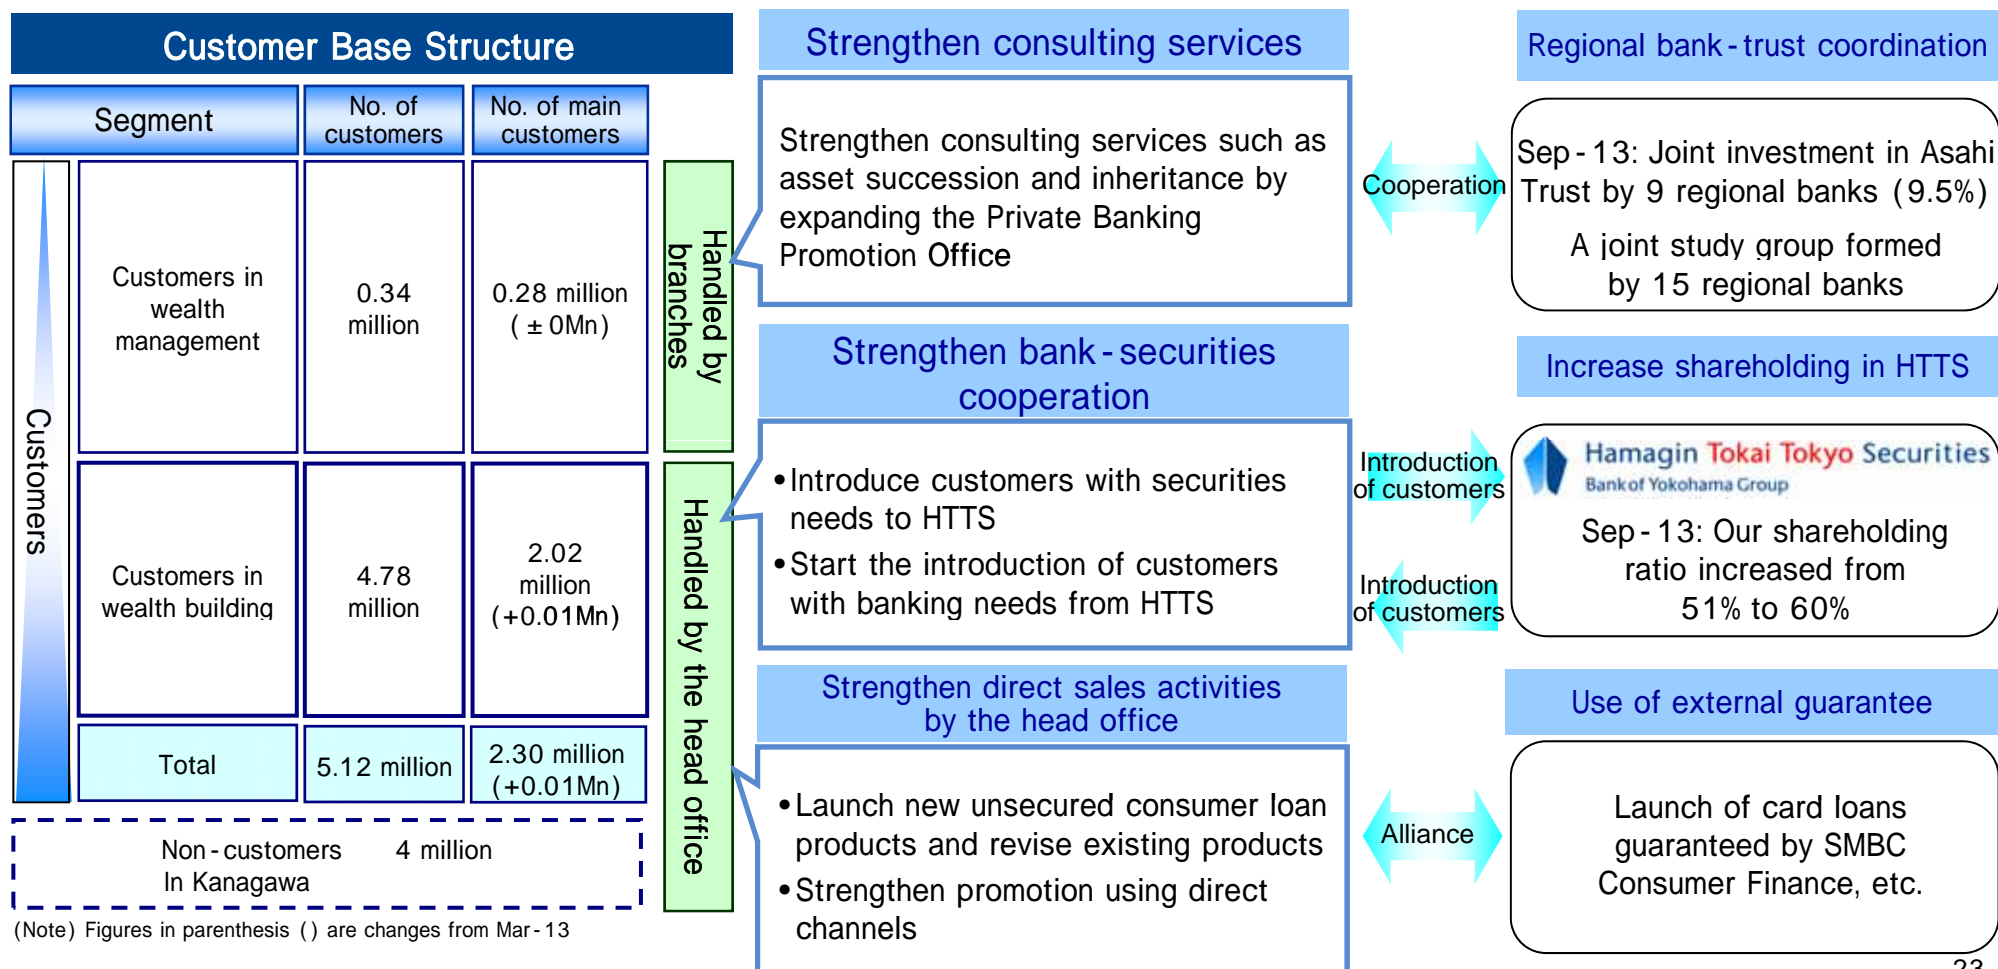 Customer Base Structure
Segment
No. of
customers
No. of main
customers
Customers
Customers in
wealth
management
0.34
million
0.28 million
( ± 0Mn)
Customers in
wealth building
4.78
million
2.02
million
(+0.01Mn)
Total
5.12 million
2.30 million
(+0.01Mn)
Non-customers 4 million
In Kanagawa
(Note) Figures in parenthesis () are changes from Mar-13
Handled by
branches
Handled by the head office
Strengthen consulting services
Strengthen consulting services such as
asset succession and inheritance by
expanding the Private Banking
Promotion Office
Strengthen bank-securities
cooperation
•Introduce customers with securities
needs to HTTS
•Start the introduction of customers
with banking needs from HTTS
Strengthen direct sales activities
by the head office
•Launch new unsecured consumer loan
products and revise existing products
•Strengthen promotion using direct
channels
Cooperation
Introduction
of customers
Introduction
of customers
Alliance
Regional bank-trust coordination
Sep-13: Joint investment in Asahi
Trust by 9 regional banks (9.5%)
A joint study group formed
by 15 regional banks
Increase shareholding in HTTS
Hamagin Tokai Tokyo Securities
Bank of Yokohama Group
Sep-13: Our shareholding
ratio increased from
51% to 60%
Use of external guarantee
Launch of card loans
guaranteed by SMBC
Consumer Finance, etc.
23